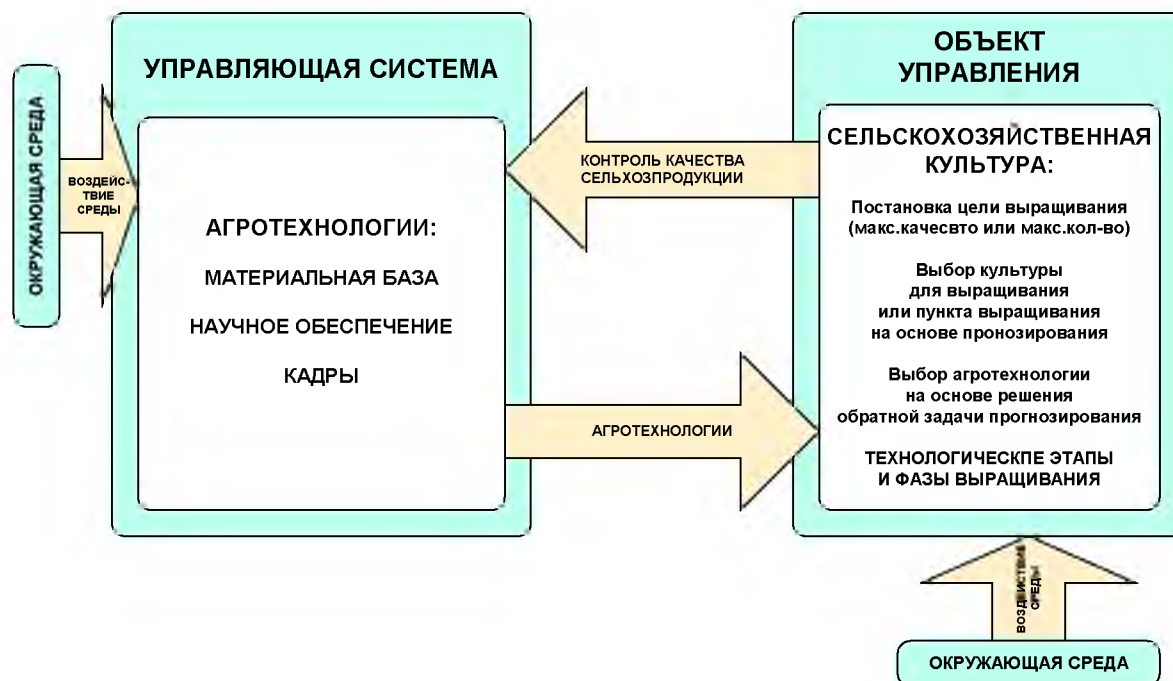 ОКРУЖАЮЩАЯ СРЕДА
ВОЗДЕЙС-
ТВИЕ
СРЕДЫ
УПРАВЛЯЮЩАЯ СИСТЕМА
АГРОТЕХНОЛОГИИ:
МАТЕРИАЛЬНАЯ БАЗА
НАУЧНОЕ ОБЕСПЕЧЕНИЕ
КАДРЫ
КОНТРОЛЬ КАЧЕСТВА
СЕЛЬХОЗПРОДУКЦИИ
АГРОТЕХНОЛОГИИ
ОБЪЕКТ
УПРАВЛЕНИЯ
СЕЛЬСКОХОЗЯЙСТВЕННАЯ
КУЛЬТУРА:
Постановка цели выращивания
(макс.качесвто или макс.кол-во)
Выбор культуры
для выращивания
или пункта выращивания
на основе пронозирования
Выбор агротехнологии
на основе решения
обратной задачи прогнозирования
ТЕХНОЛОГИЧЕСКПЕ ЭТАПЫ
И ФАЗЫ ВЫРАЩИВАНИЯ
ВОЗДЕЙСТВИЕ
СРЕДЫ
ОКРУЖАЮЩАЯ СРЕДА